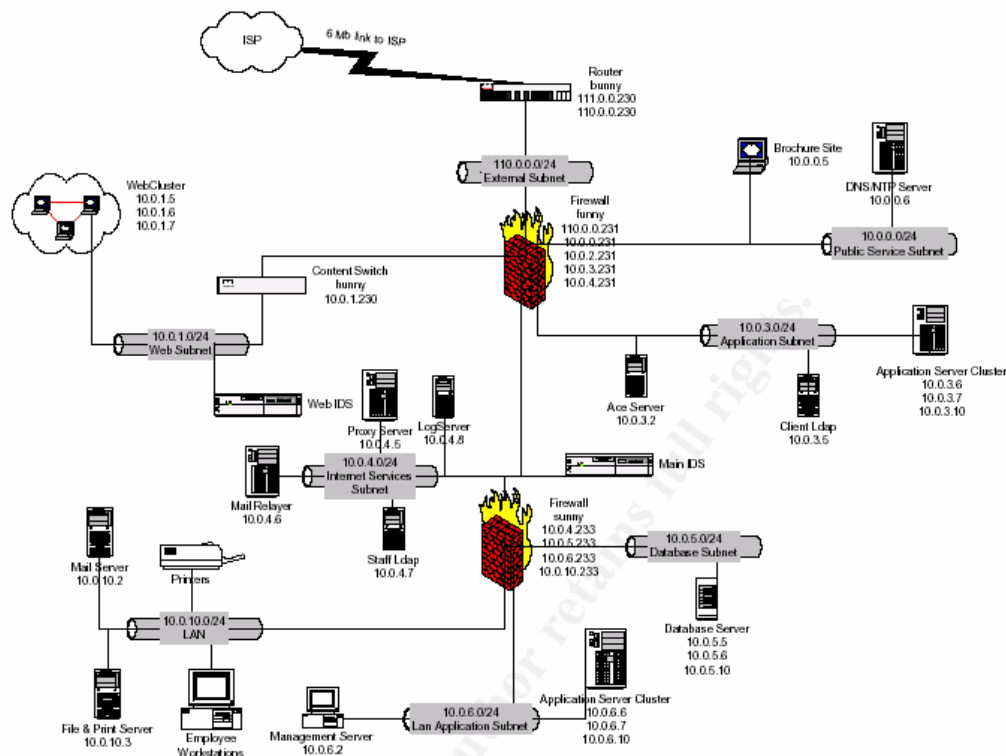 ISP
6 Mb link to ISP
Router
bunny
111.0.0.230
110.0.0.230
110.0.0.0/24
External Subnet
Brochure Site
10.0.0.5
DNS/NTP Server
10.0.0.6
WebCluster
10.0.1.5
10.0.1.6
10.0.1.7
Firewall
funny
110.0.0.231
10.0.0.231
10.0.2.231
10.0.3.231
10.0.4.231
10.0.0.0/24
Public Service Subnet
Content Switch
hunny
10.0.1.230
10.0.1.0/24
Web Subnet
10.0.3.0/24
Application Subnet
Application Server Cluster
10.0.3.6
10.0.3.7
10.0.3.10
Ace Server
10.0.3.2
Client Ldap
10.0.3.5
Web IDS
Proxy Server
10.0.4.5
LogServer
10.0.4.8
10.0.4.0/24
Internet Services
Subnet
Main IDS
Mail Relayer
10.0.4.6
Staff Ldap
10.0.4.7
Firewall
sunny
10.0.4.233
10.0.5.233
10.0.6.233
10.0.10.233
10.0.5.0/24
Database Subnet
Mail Server
10.0.10.2
Printers
10.0.10.0/24
LAN
Database Server
10.0.5.5
10.0.5.6
10.0.5.10
File & Print Server
10.0.10.3
Employee
Workstations
Management Server
10.0.6.2
10.0.6.0/24
Lan Application Subnet
Application Server Cluster
10.0.6.6
10.0.6.7
10.0.6.10
author retains full rights.